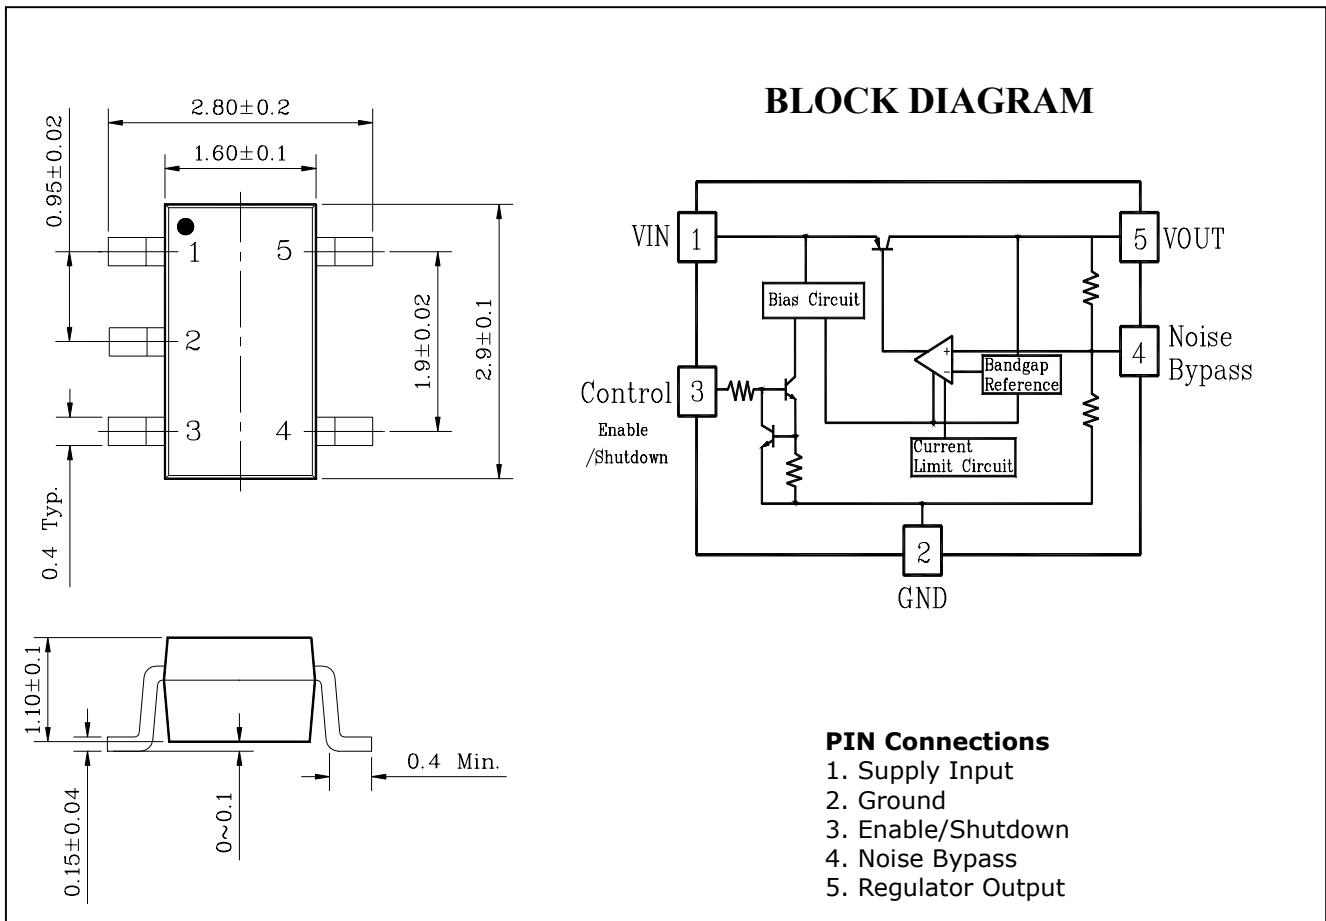 BLOCK DIAGRAM
2.80±0.2
1.60±0.1
0.95±0.02
1
5
2
3
4
1.9±0.02
2.9±0.1
0.4 Typ.
1.10±0.1
0.15±0.04
0~0.1
0.4 Min.
VIN
1
5
VOUT
Bias Circuit
+
−
Bandgap
Reference
4
Noise
Bypass
Control
3
Enable
/Shutdown
Current
Limit Circuit
2
GND
PIN Connections
1. Supply Input
2. Ground
3. Enable/Shutdown
4. Noise Bypass
5. Regulator Output